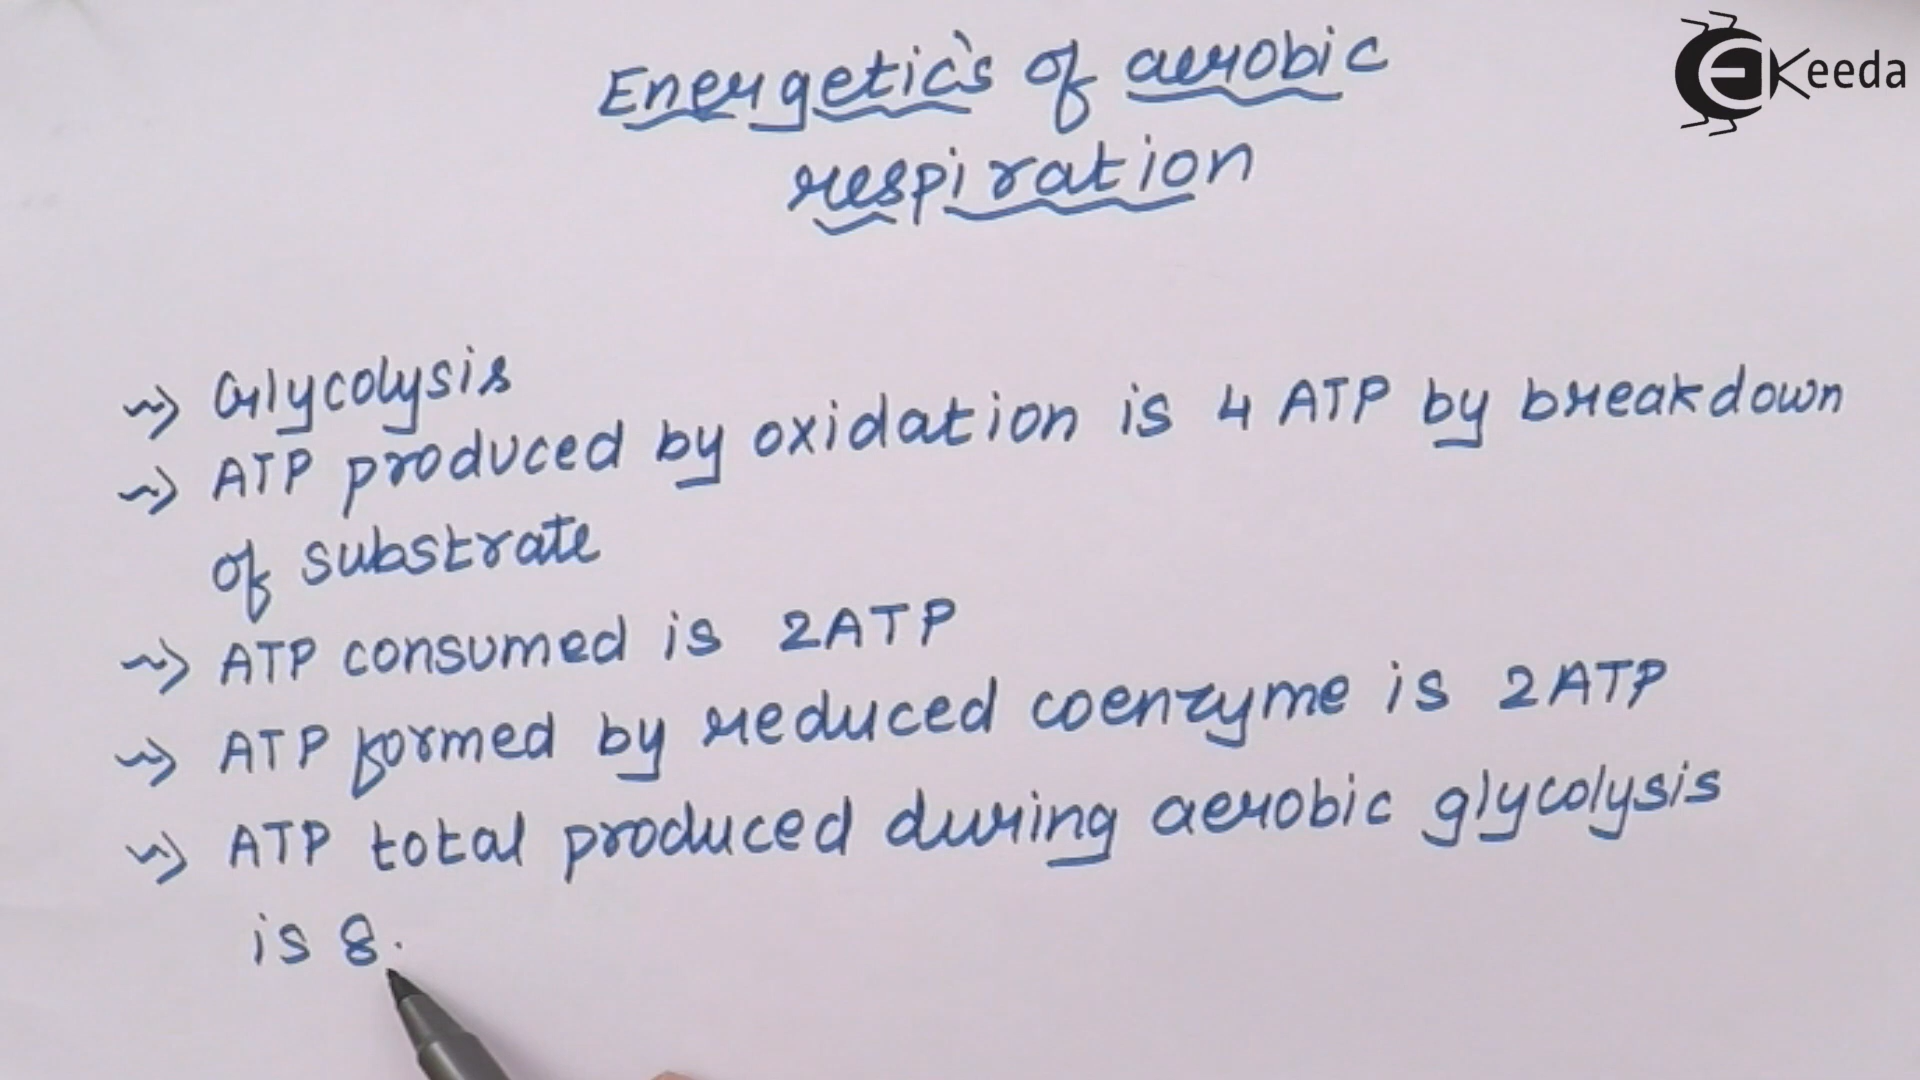 Energetics of aerobic
Keeda
respiration
~> Glycolysis
~> ATP produced by oxidation is 4 ATP by breakdown
of substrate
~> ATP consumed is 2ATP
~> ATP formed by reduced coenzyme is 2ATP
~> ATP total produced during aerobic glycolysis
is 8.